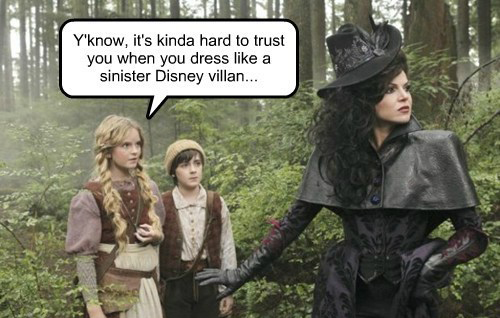 Y'know, it's kinda hard to trust
you when you dress like a
sinister Disney villan...